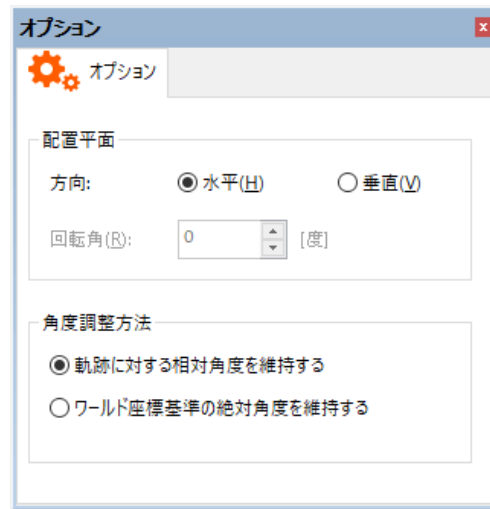 オプション
オプション
配置平面
方向: 水平(H) 垂直(V)
回転角(R): 0 [度]
角度調整方法
軌跡に対する相対角度を維持する
ワールド座標基準の絶対角度を維持する